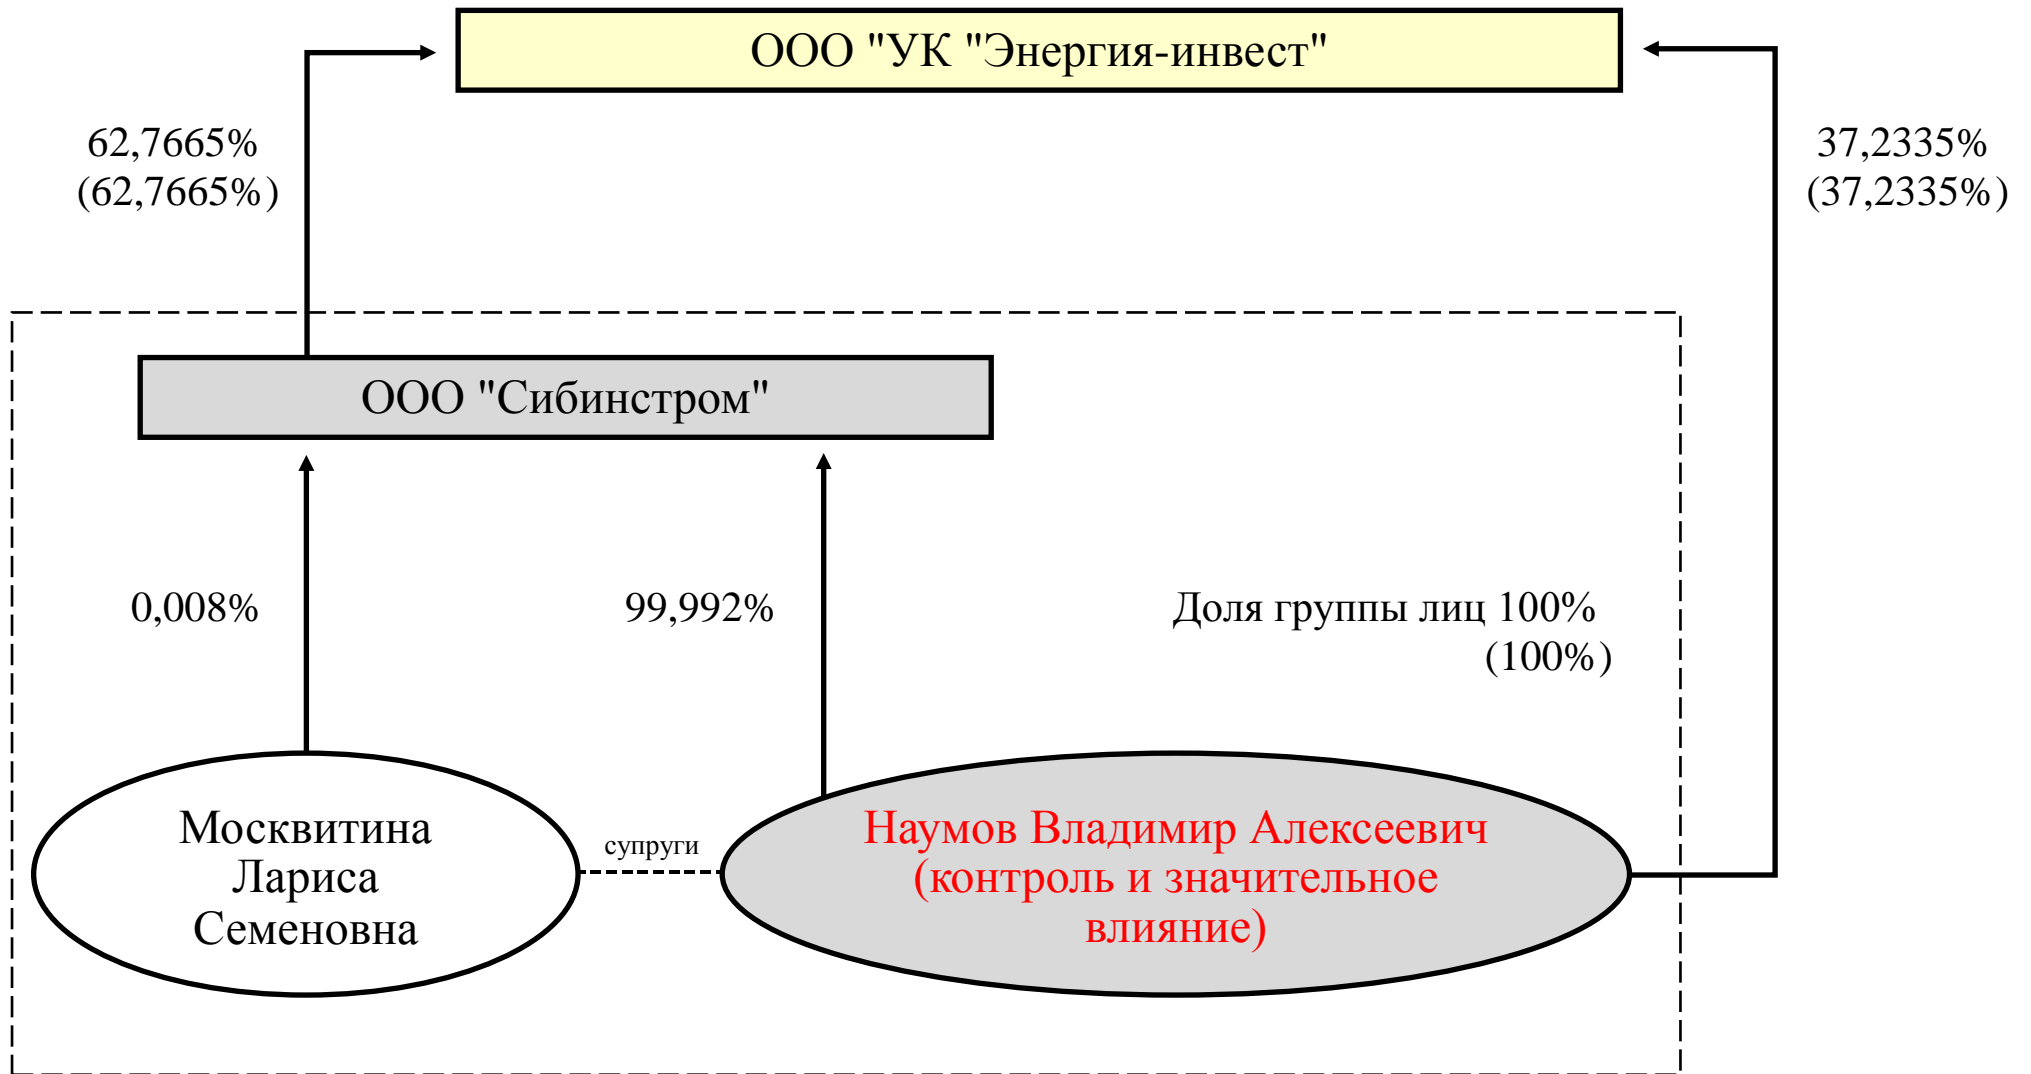 ООО "УК "Энергия-инвест"
62,7665%
(62,7665%)
37,2335%
(37,2335%)
ООО "Сибинстром"
0,008%
99,992%
Доля группы лиц 100%
(100%)
Москвитина
Лариса
Семеновна
супруги
Наумов Владимир Алексеевич
(контроль и значительное
влияние)